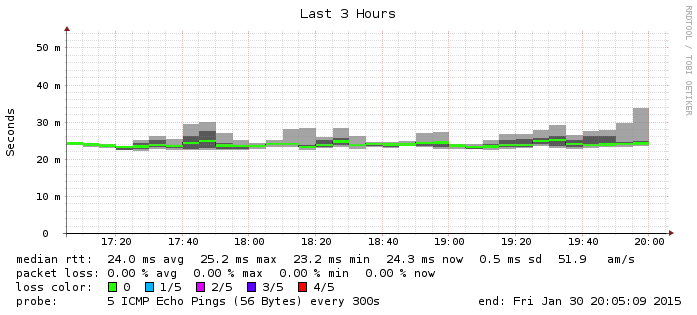 Last 3 Hours
RRDTOOL / TOBI OETIKER
Seconds
50 m
40 m
30 m
20 m
10 m
0
17:20 17:40 18:00 18:20 18:40 19:00 19:20 19:40 20:00
median rtt: 24.0 ms avg 25.2 ms max 23.2 ms min 24.3 ms now 0.5 ms sd 51.9 am/s
packet loss: 0.00 % avg 0.00 % max 0.00 % min 0.00 % now
loss color: 0 1/5 2/5 3/5 4/5
probe: 5 ICMP Echo Pings (56 Bytes) every 300s end: Fri Jan 30 20:05:09 2015